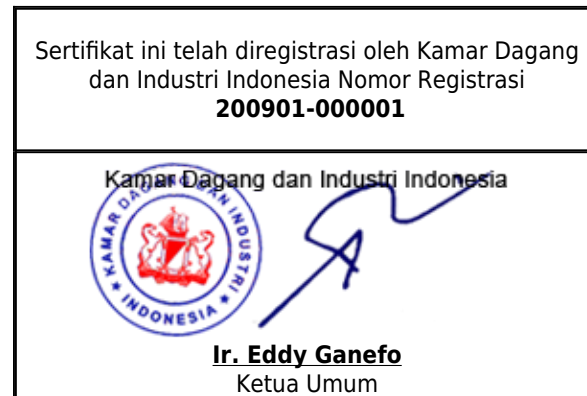 Sertifikat ini telah diregistrasi oleh Kamar Dagang
dan Industri Indonesia Nomor Registrasi
200901-000001
Kamar Dagang dan Industri Indonesia
KAMAR DAGANG DAN INDUSTRI
INDONESIA
Ir. Eddy Ganefo
Ketua Umum